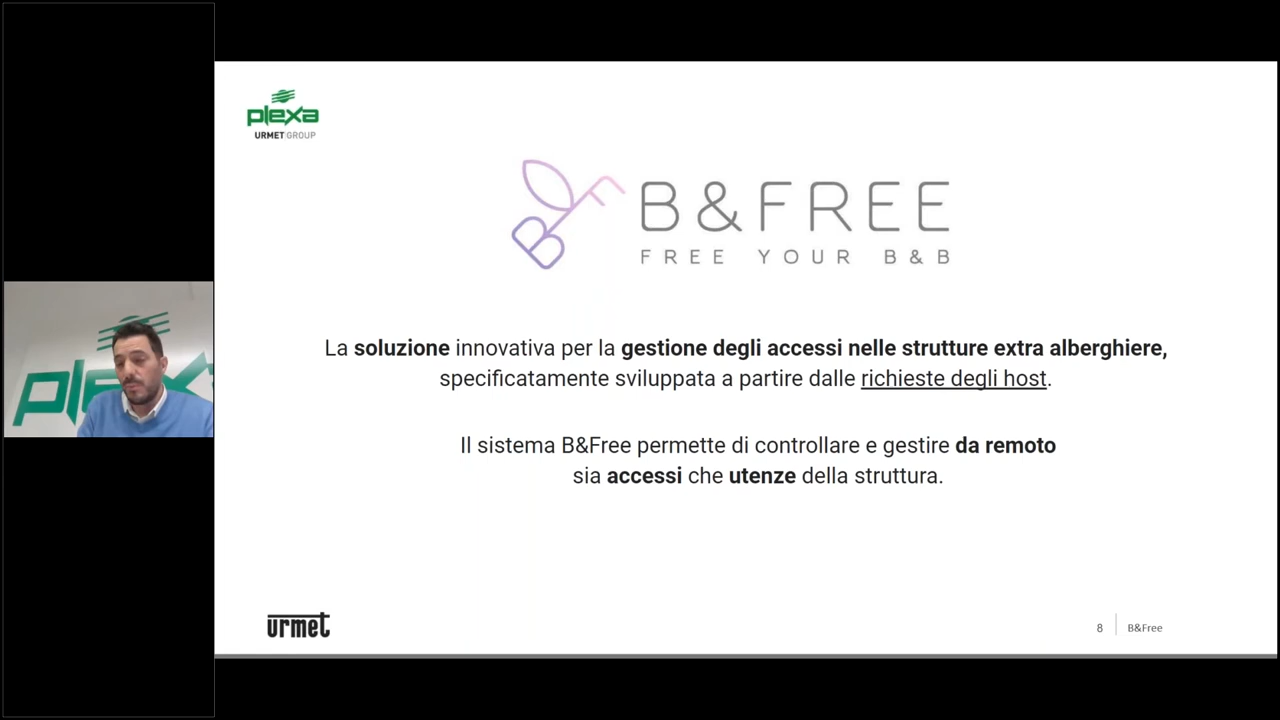 plexa
URMET GROUP
B&FREE
FREE YOUR B&B
La soluzione innovativa per la gestione degli accessi nelle strutture extra alberghiere,
specificatamente sviluppata a partire dalle richieste degli host.
Il sistema B&Free permette di controllare e gestire da remoto
sia accessi che utenze della struttura.
plexa
urmet
8 B&Free